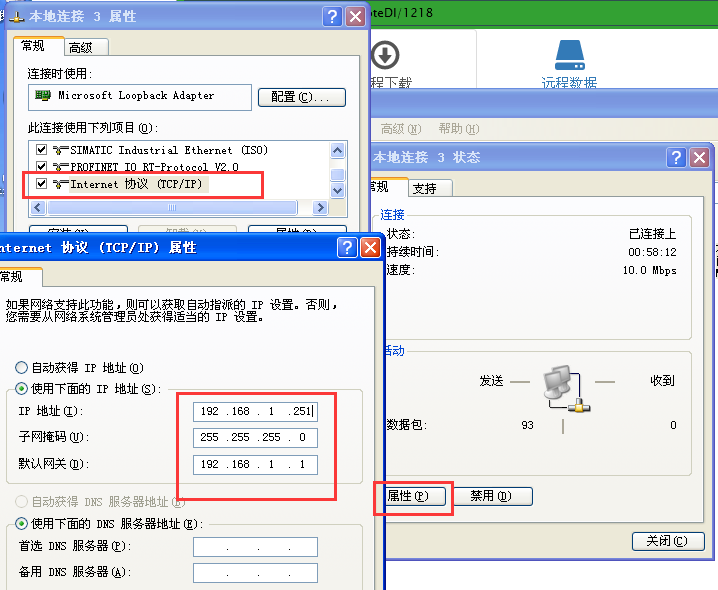 本地连接 3 属性
teDI/1218
常规
高级
程下载
远程数据
连接时使用:
Microsoft Loopback Adapter
配置(C)...
高级(N) 帮助(H)
此连接使用下列项目(O):
SIMATIC Industrial Ethernet (ISO)
PROFINET IO RT-Protocol V2.0
Internet 协议 (TCP/IP)
本地连接 3 状态
常规
支持
连接
状态: 已连接上
持续时间: 00:58:12
速度: 10.0 Mbps
活动
发送 — — 收到
数据包: 93 | 0
属性(P)
禁用(D)
关闭(C)
nternet 协议 (TCP/IP) 属性
常规
如果网络支持此功能,则可以获取自动指派的 IP 设置。否则,
您需要从网络系统管理员处获得适当的 IP 设置。
自动获得 IP 地址(O)
使用下面的 IP 地址(S):
IP 地址(I): 192 .168 . 1 .251
子网掩码(U): 255 .255 .255 . 0
默认网关(D): 192 .168 . 1 . 1
自动获得 DNS 服务器地址(B)
使用下面的 DNS 服务器地址(E):
首选 DNS 服务器(P): . . .
备用 DNS 服务器(A): . . .